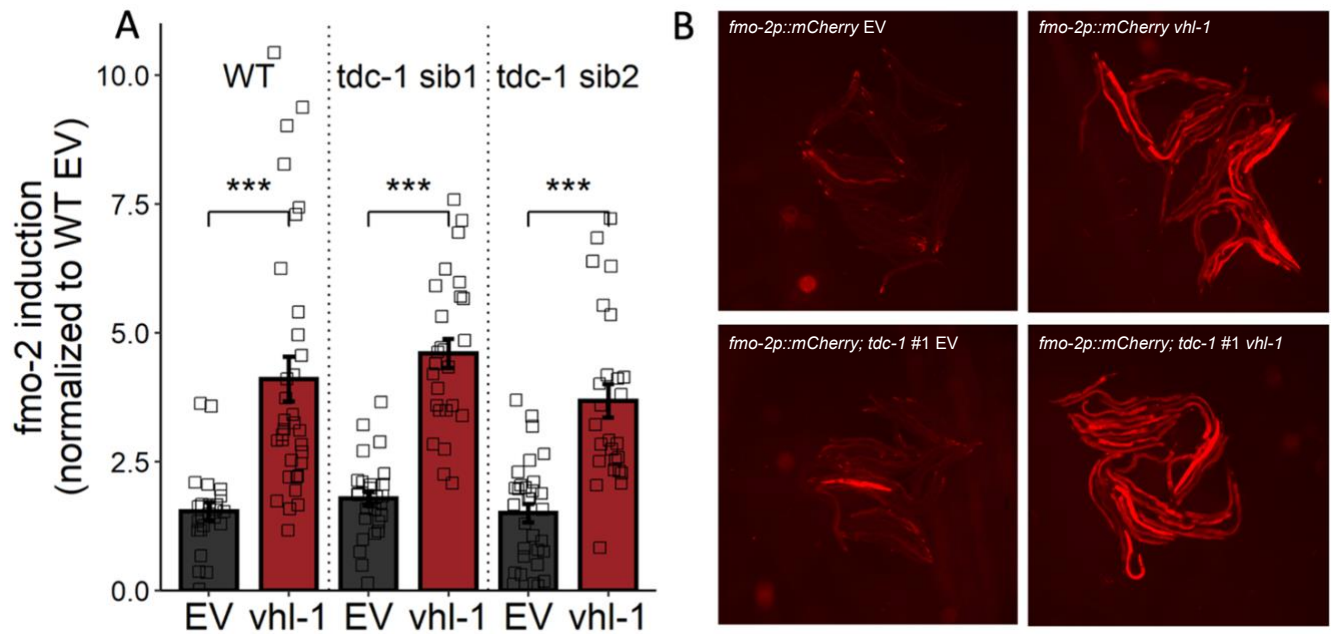 A
fmo-2 induction
(normalized to WT EV)
10.0
7.5
5.0
2.5
0.0
WT
tdc-1 sib1
tdc-1 sib2
***
***
***
EV
vhl-1
EV
vhl-1
EV
vhl-1
B
fmo-2p::mCherry EV
fmo-2p::mCherry vhl-1
fmo-2p::mCherry; tdc-1 #1 EV
fmo-2p::mCherry; tdc-1 #1 vhl-1